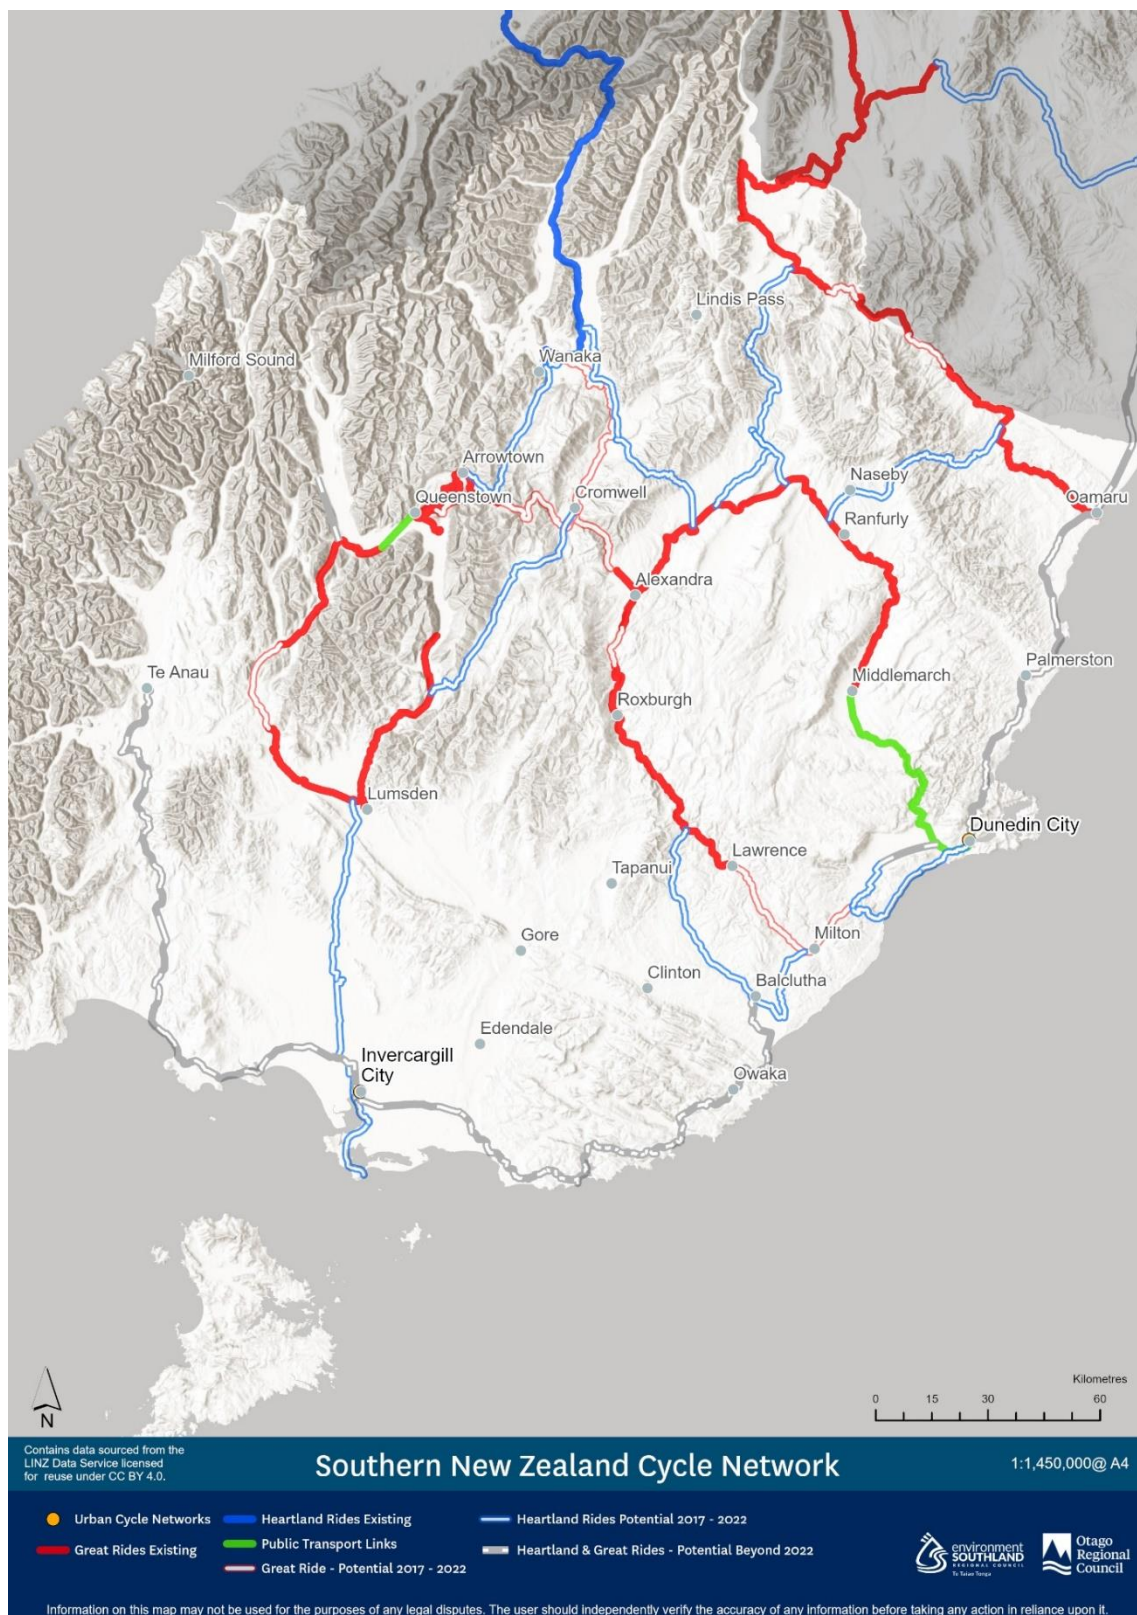 Lindis Pass
Milford Sound
Wanaka
Arrowtown
Naseby
Queenstown
Cromwell
Oamaru
Ranfurly
Alexandra
Te Anau
Palmerston
Middlemarch
Roxburgh
Lumsden
Dunedin City
Lawrence
Tapanui
Gore
Milton
Clinton
Balclutha
Edendale
Invercargill
City
Owaka
Kilometres
0 15 30 60
N
Contains data sourced from the
LINZ Data Service licensed
for reuse under CC BY 4.0.
Southern New Zealand Cycle Network
1:1,450,000@ A4
Urban Cycle Networks
Heartland Rides Existing
Heartland Rides Potential 2017 - 2022
Great Rides Existing
Public Transport Links
Heartland & Great Rides - Potential Beyond 2022
Great Ride - Potential 2017 - 2022
environment
SOUTHLAND
REGIONAL COUNCIL
Te Taiao Tonga
Otago
Regional
Council
Information on this map may not be used for the purposes of any legal disputes. The user should independently verify the accuracy of any information before taking any action in reliance upon it.